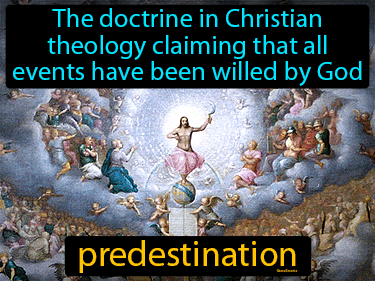 The doctrine in Christian
theology claiming that all
events have been willed by God
predestination